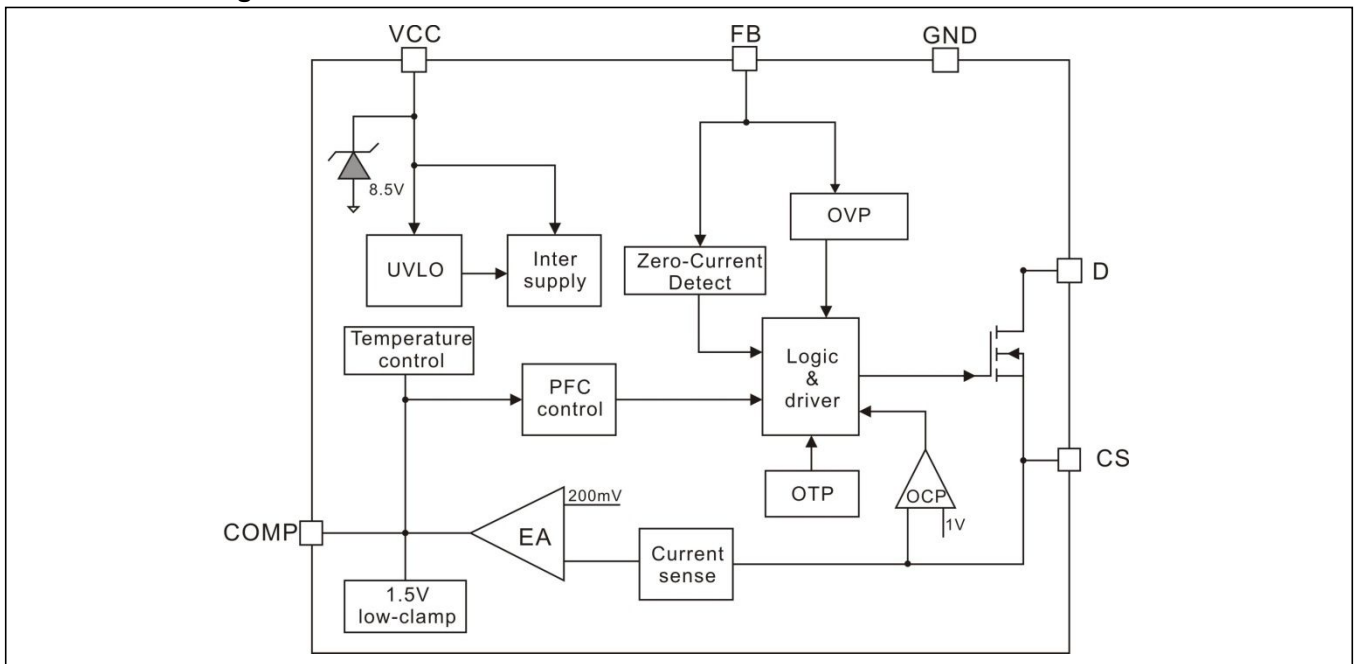 VCC
FB
GND
8.5V
OVP
UVLO
Inter
supply
Zero-Current
Detect
D
Temperature
control
Logic
&
driver
PFC
control
CS
OTP
OCP
1V
200mV
COMP
EA
Current
sense
1.5V
low-clamp